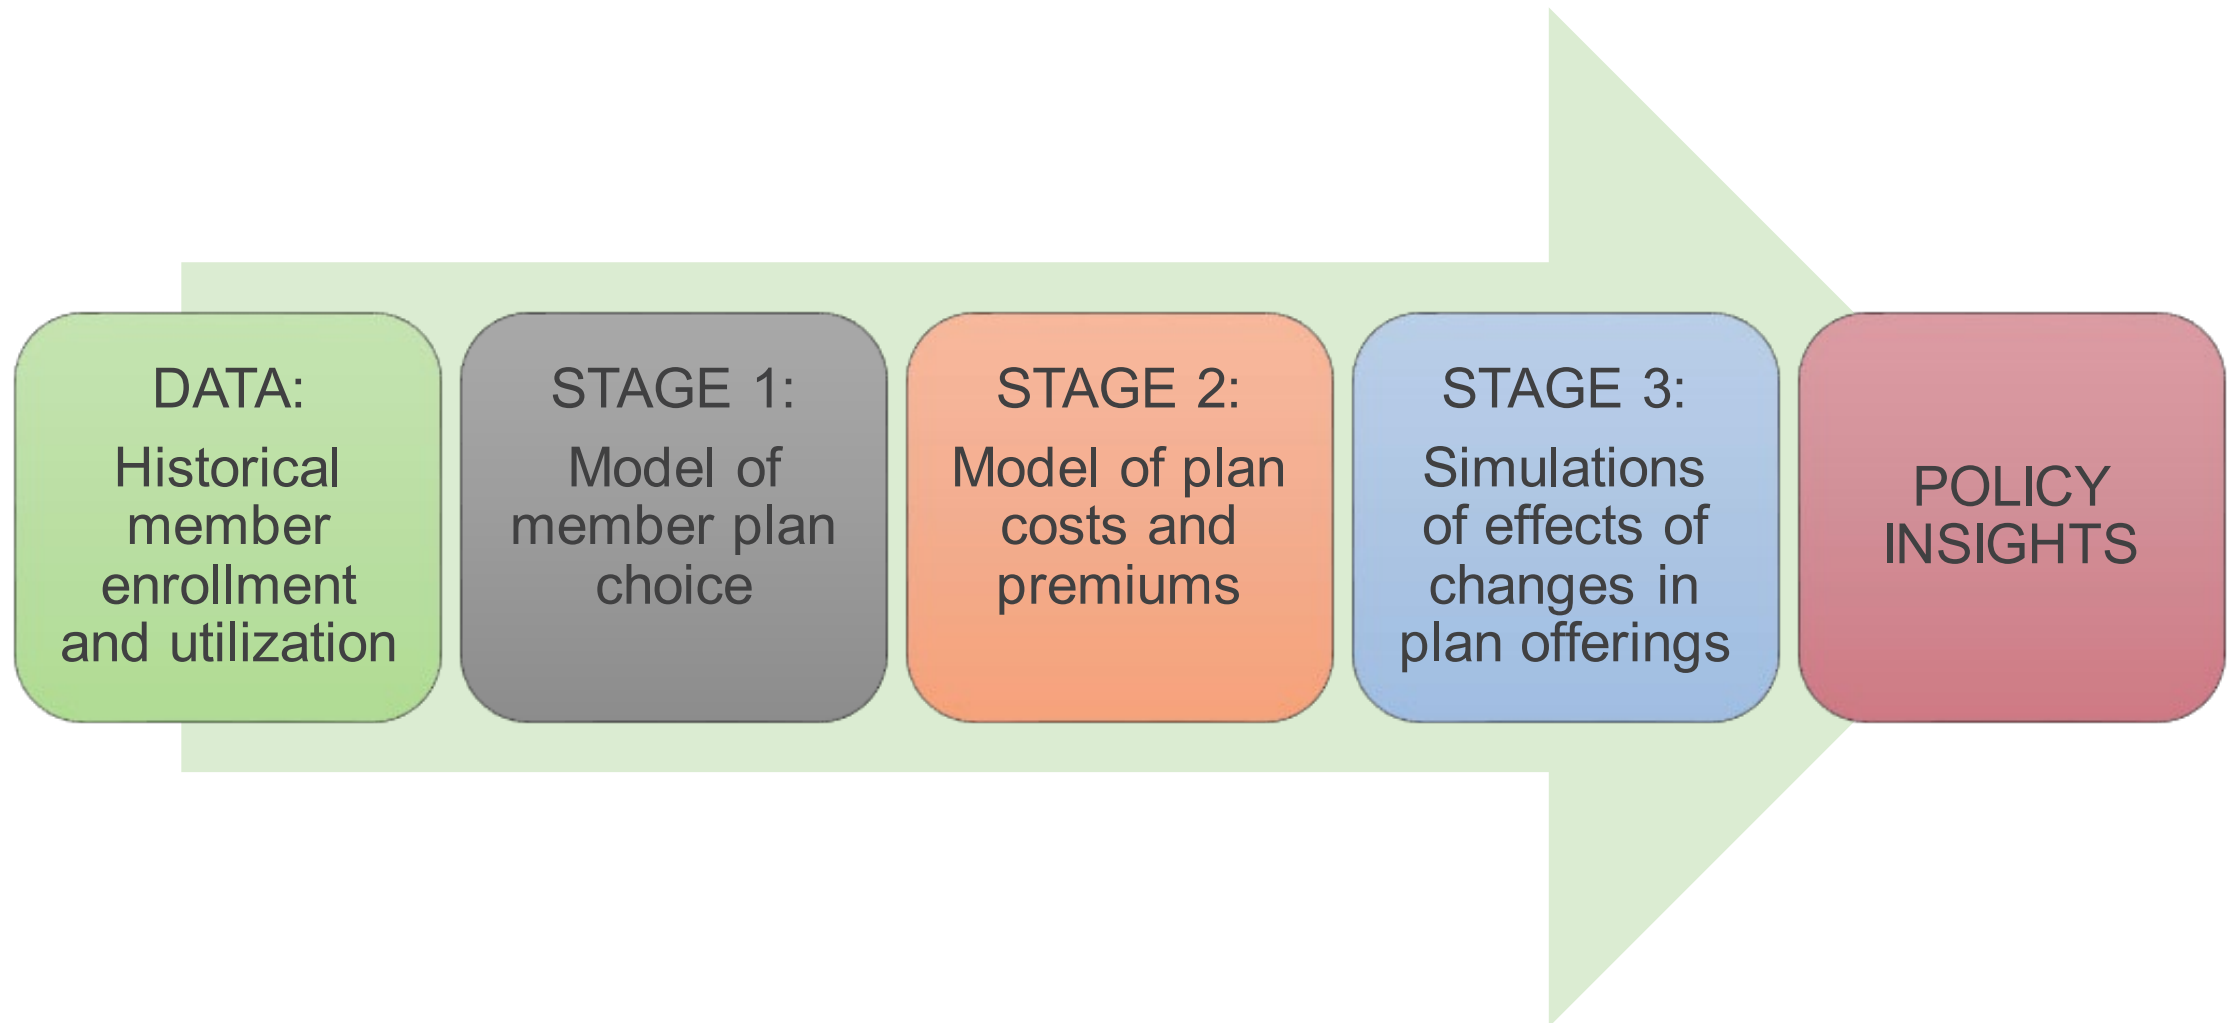 DATA:
Historical
member
enrollment
and utilization
STAGE 1:
Model of
member plan
choice
STAGE 2:
Model of plan
costs and
premiums
STAGE 3:
Simulations
of effects of
changes in
plan offerings
POLICY
INSIGHTS